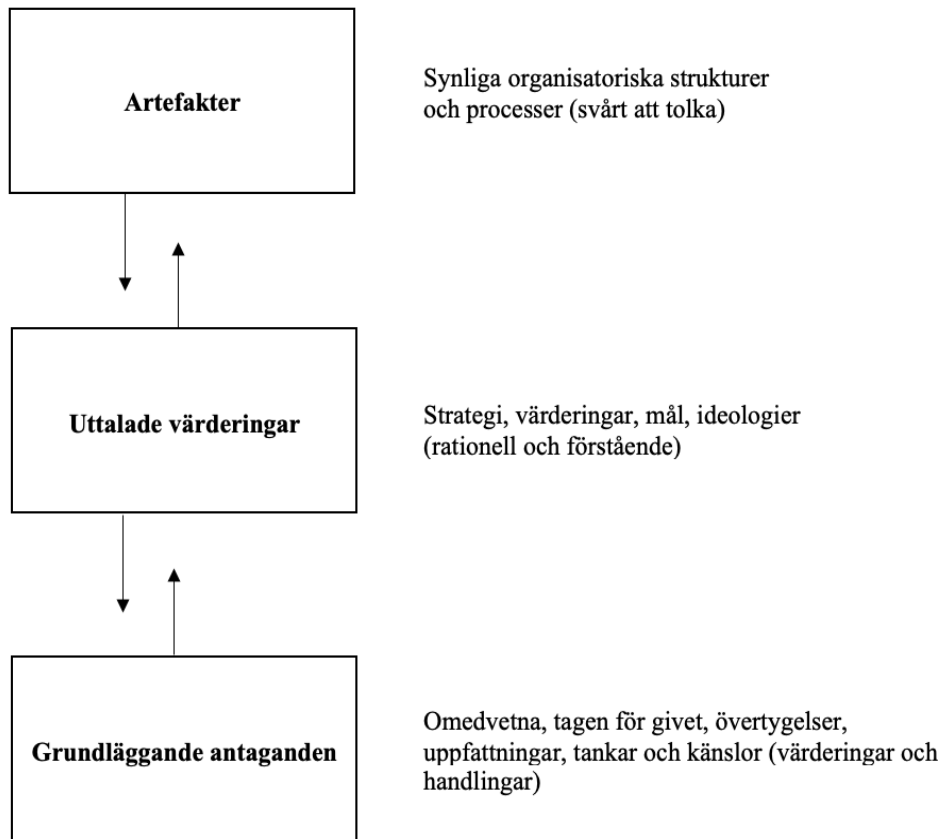 Artefakter
Synliga organisatoriska strukturer
och processer (svårt att tolka)
Uttalade värderingar
Strategi, värderingar, mål, ideologier
(rationell och förstående)
Grundläggande antaganden
Omedvetna, tagen för givet, övertygelser,
uppfattningar, tankar och känslor (värderingar och
handlingar)